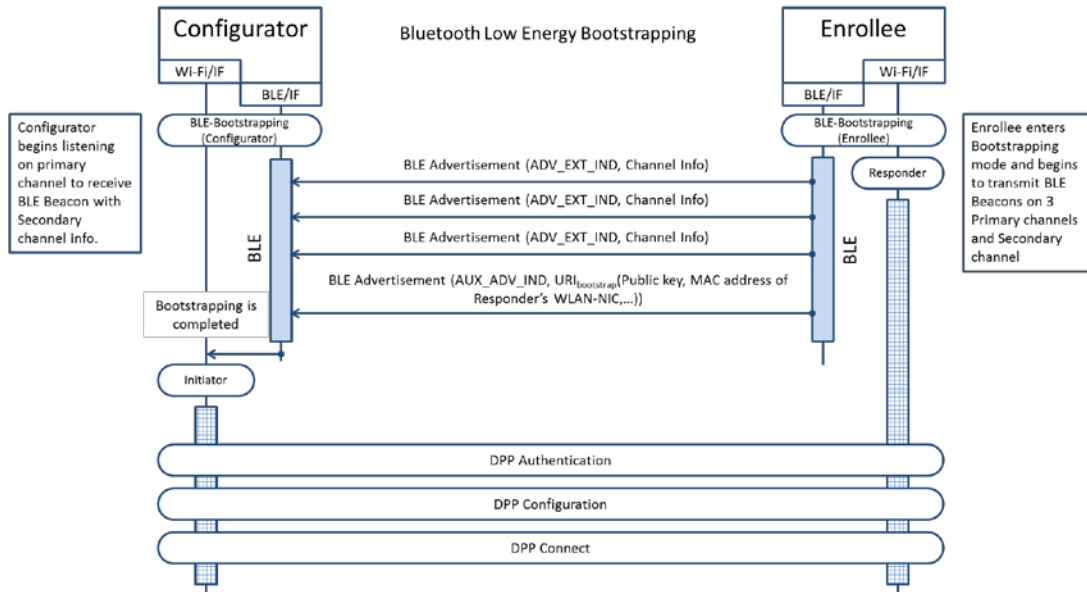 Configurator
Bluetooth Low Energy Bootstrapping
Enrollee
Wi-Fi/IF
BLE/IF
BLE/IF
Wi-Fi/IF
BLE-Bootstrapping
(Configurator)
BLE-Bootstrapping
(Enrollee)
Configurator
begins listening
on primary
channel to receive
BLE Beacon with
Secondary
channel info.
Enrollee enters
Bootstrapping
mode and begins
to transmit BLE
Beacons on 3
Primary channels
and Secondary
channel
Responder
BLE Advertisement (ADV_EXT_IND, Channel Info)
BLE Advertisement (ADV_EXT_IND, Channel Info)
BLE Advertisement (ADV_EXT_IND, Channel Info)
BLE
BLE
BLE Advertisement (AUX_ADV_IND, URIbootstrap(Public key, MAC address of
Responder's WLAN-NIC,...))
Bootstrapping is
completed
Initiator
DPP Authentication
DPP Configuration
DPP Connect